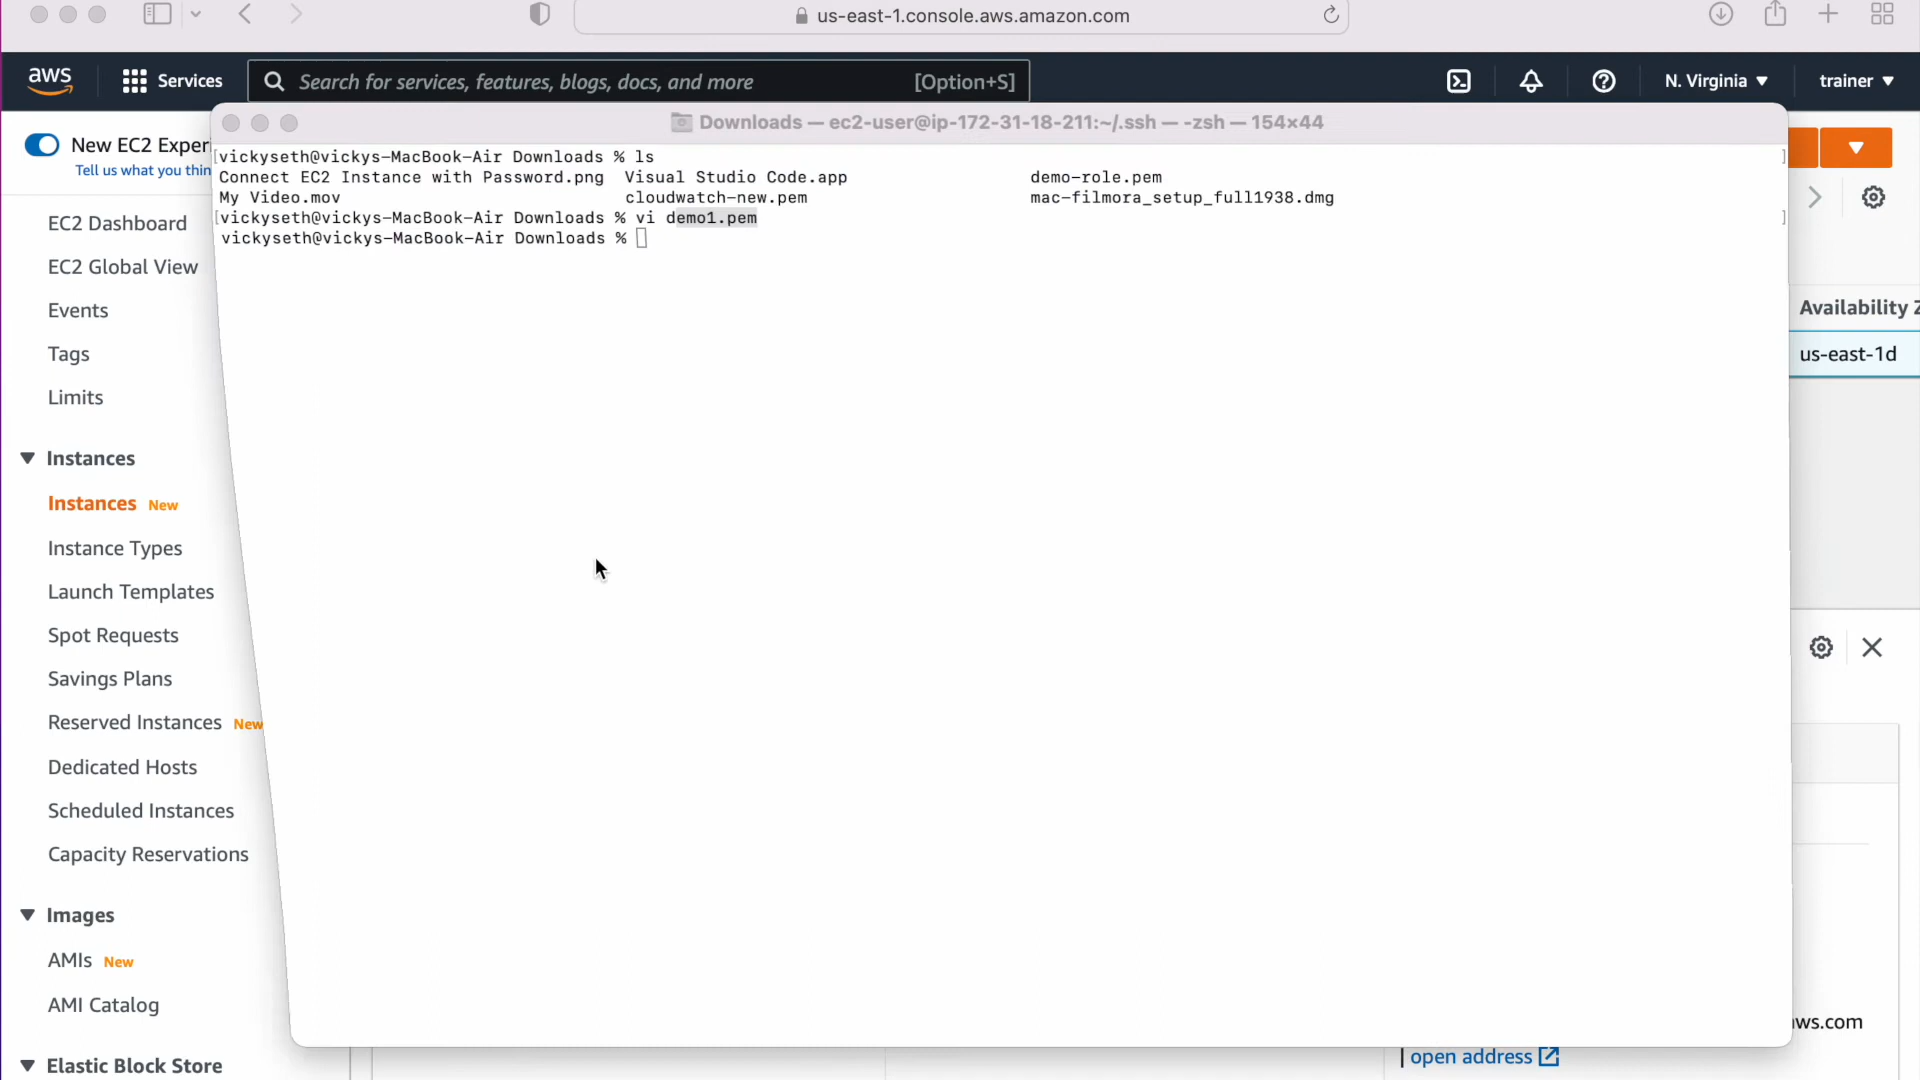 us-east-1.console.aws.amazon.com
aws
Services
Search for services, features, blogs, docs, and more
[Option+S]
N. Virginia
trainer
Downloads — ec2-user@ip-172-31-18-211:~/.ssh — -zsh — 154×44
New EC2 Experi
Tell us what you thin
[vickyseth@vickys-MacBook-Air Downloads % ls ]
Connect EC2 Instance with Password.png Visual Studio Code.app demo-role.pem
My Video.mov cloudwatch-new.pem mac-filmora_setup_full1938.dmg
[vickyseth@vickys-MacBook-Air Downloads % vi demo1.pem ]
vickyseth@vickys-MacBook-Air Downloads %
EC2 Dashboard
EC2 Global View
Events
Tags
Limits
Instances
Instances New
Instance Types
Launch Templates
Spot Requests
Savings Plans
Reserved Instances New
Dedicated Hosts
Scheduled Instances
Capacity Reservations
Images
AMIs New
AMI Catalog
Elastic Block Store
Availability Z
us-east-1d
ws.com
| open address